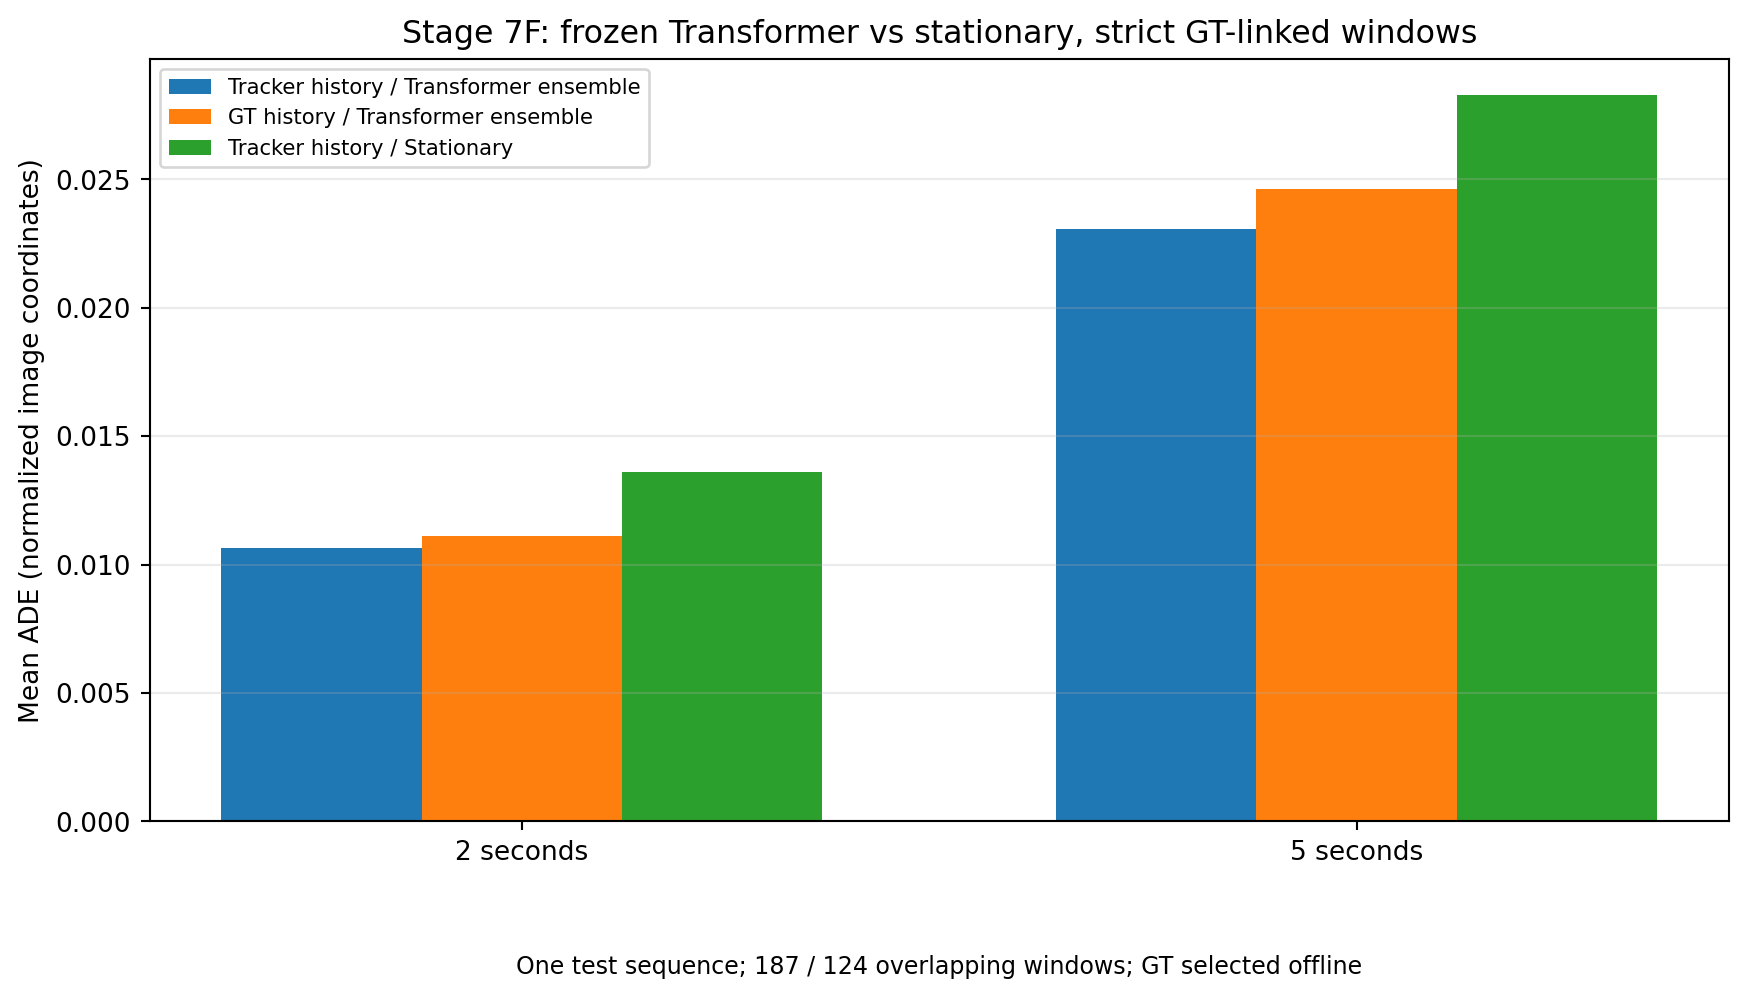 Stage 7F: frozen Transformer vs stationary, strict GT-linked windows
Tracker history / Transformer ensemble
GT history / Transformer ensemble
Tracker history / Stationary
Mean ADE (normalized image coordinates)
0.025
0.020
0.015
0.010
0.005
0.000
2 seconds
5 seconds
One test sequence; 187 / 124 overlapping windows; GT selected offline